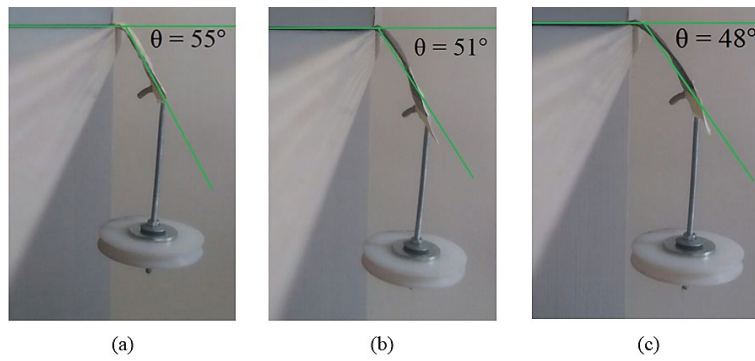 θ = 55°
θ = 51°
θ = 48°
(a)
(b)
(c)